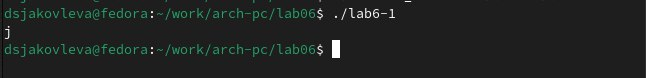 dsjakovleva@fedora:~/work/arch-pc/lab06$ ./lab6-1
j
dsjakovleva@fedora:~/work/arch-pc/lab06$